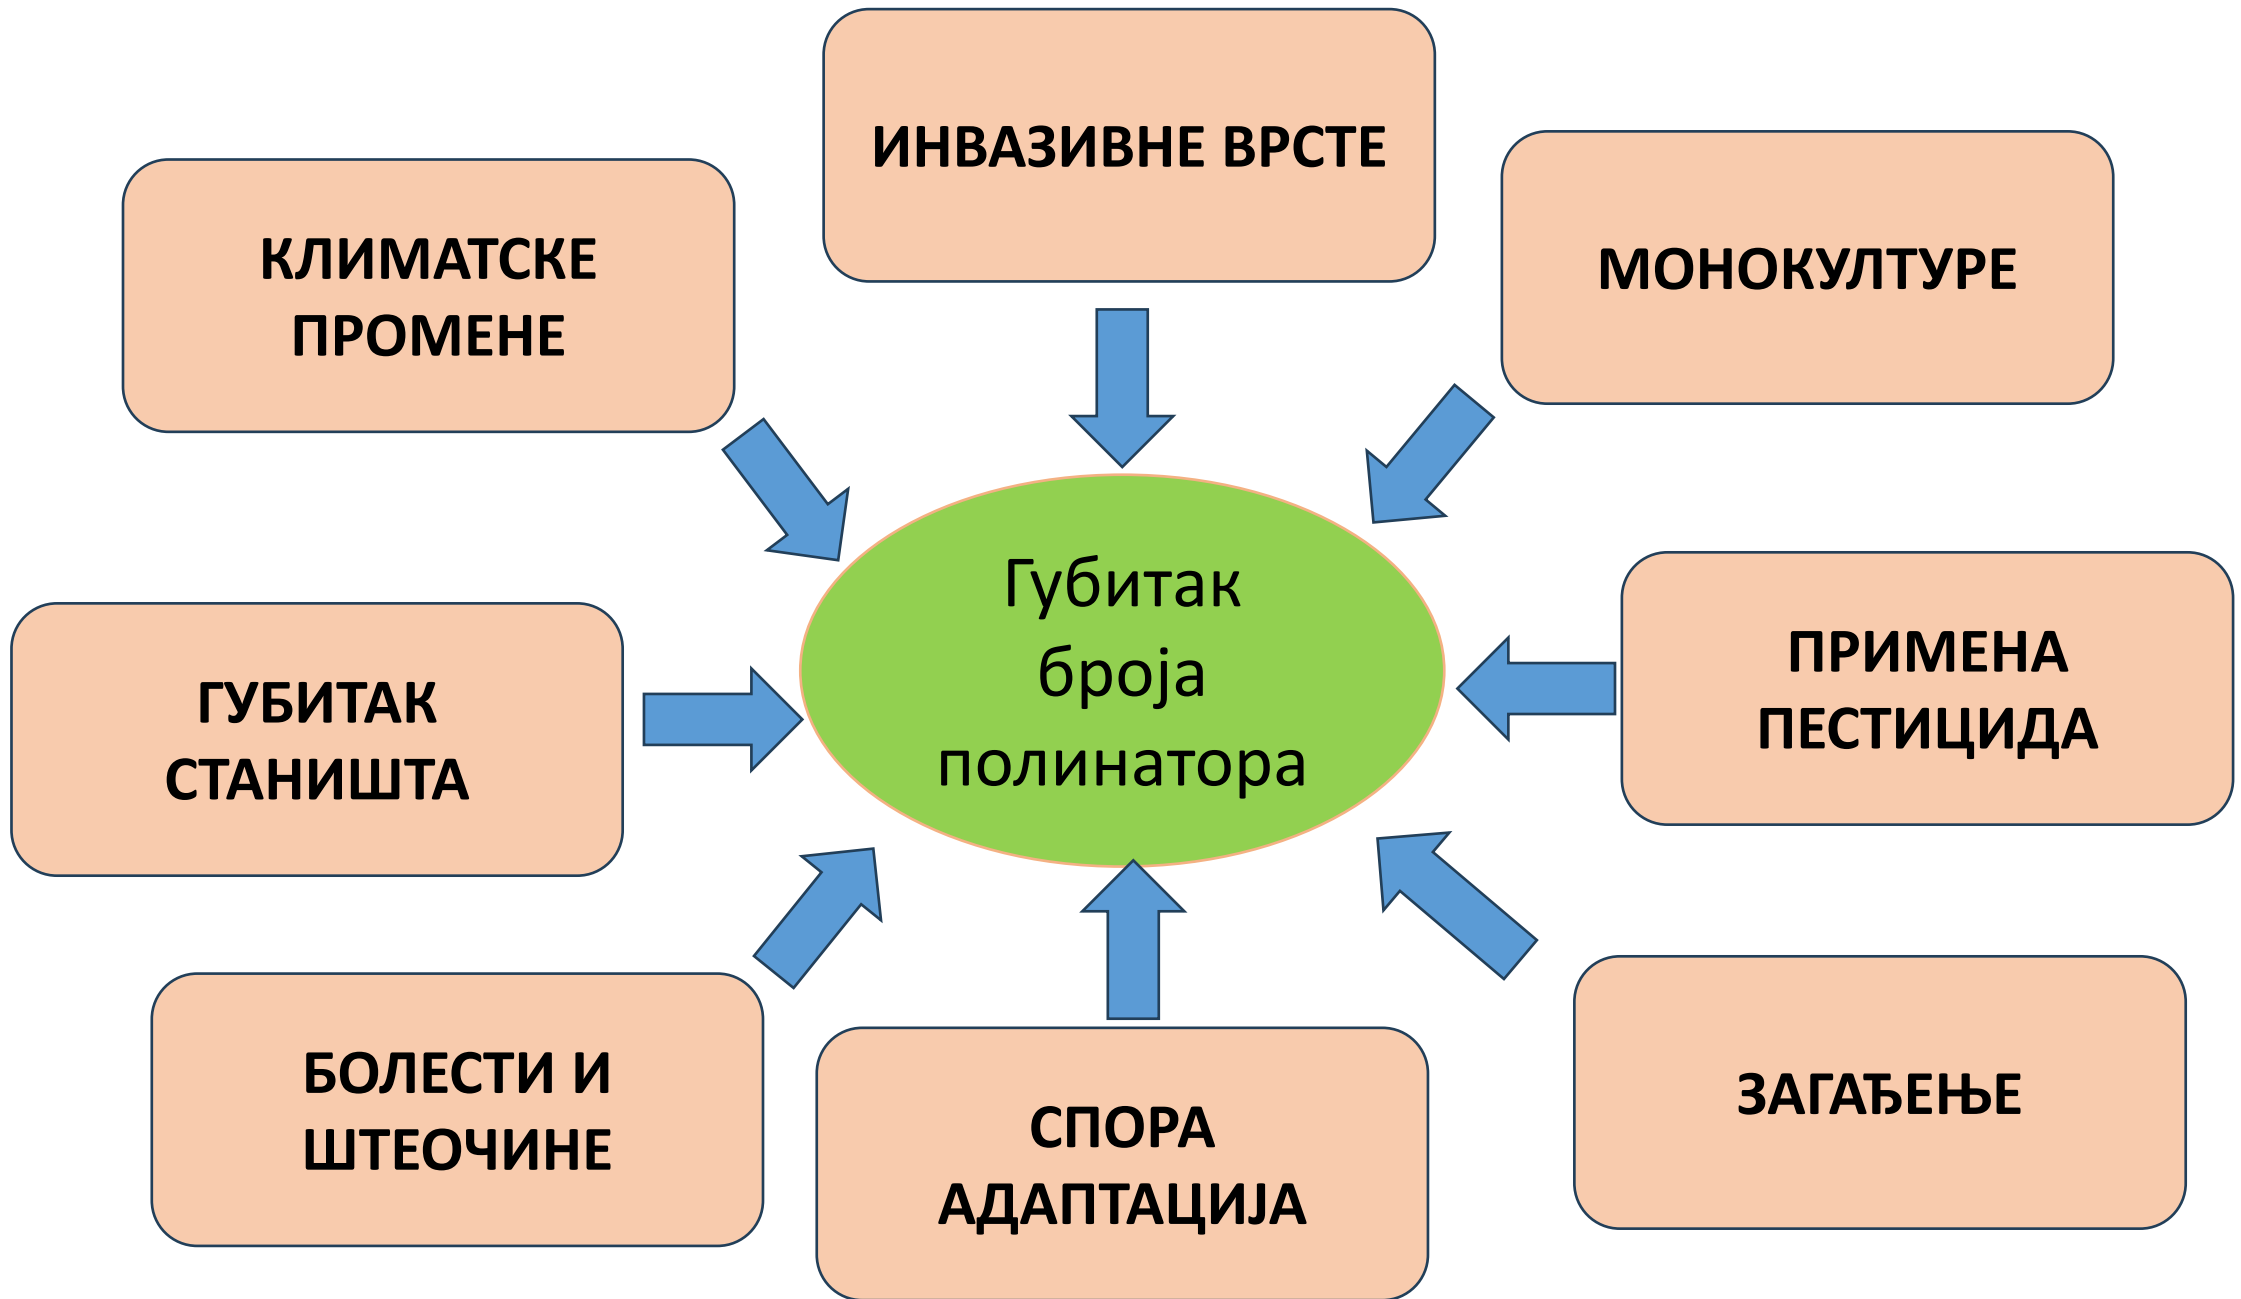 ИНВАЗИВНЕ ВРСТЕ
КЛИМАТСКЕ
ПРОМЕНЕ
МОНОКУЛТУРЕ
Губитак
броја
полинатора
ГУБИТАК
СТАНИШТА
ПРИМЕНА
ПЕСТИЦИДА
БОЛЕСТИ И
ШТЕОЧИНЕ
СПОРА
АДАПТАЦИЈА
ЗАГАЂЕЊЕ